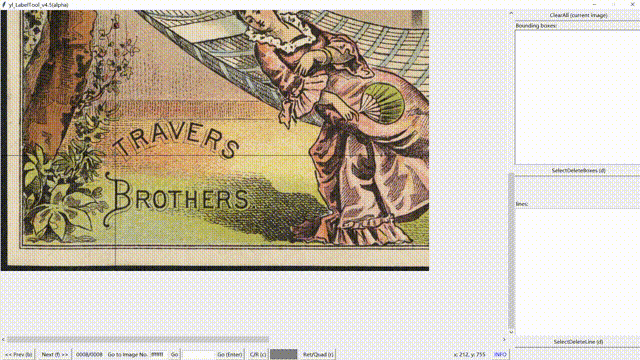 yl_LabelTool_v4.5(alpha)
ClearAll (current image)
Bounding boxes:
TRAVERS
BROTHERS
SelectDeleteBoxes (d)
lines:
SelectDeleteLine (d)
<< Prev (b) Next (f) >> 0008/0008 Go to Image No. :ffffff Go Go (Enter) C/R (c) Ret/Quad (r) x: 212, y: 755 INFO